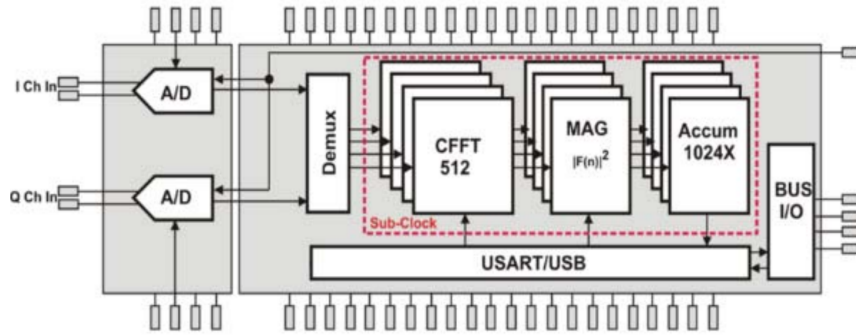 I Ch In
A/D
Q Ch In
A/D
Demux
CFFT
512
MAG
|F(n)|²
Accum
1024X
Sub-Clock
BUS
I/O
USART/USB